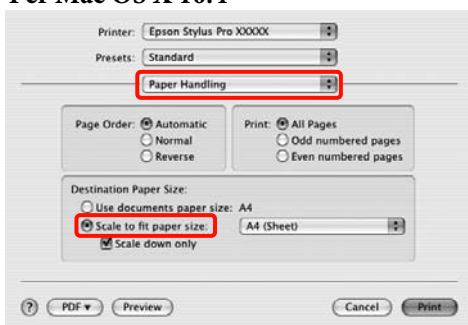 Per Mac OS X 10.4
Printer: Epson Stylus Pro XXXXX
Presets: Standard
Paper Handling
Page Order: Automatic
Normal
Reverse
Print: All Pages
Odd numbered pages
Even numbered pages
Destination Paper Size:
Use documents paper size: A4
Scale to fit paper size: A4 (Sheet)
Scale down only
? PDF Preview Cancel Print